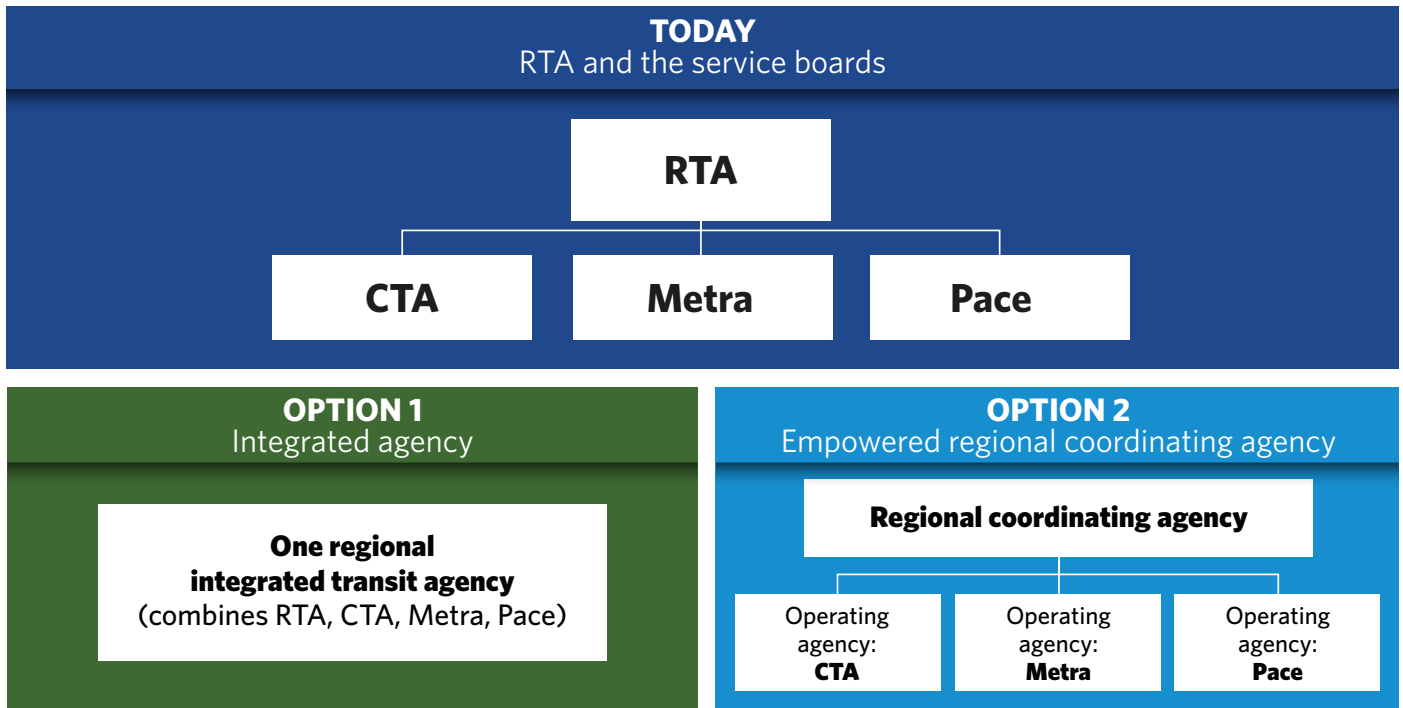 TODAY
RTA and the service boards
RTA
CTA
Metra
Pace
OPTION 1
Integrated agency
One regional
integrated transit agency
(combines RTA, CTA, Metra, Pace)
OPTION 2
Empowered regional coordinating agency
Regional coordinating agency
Operating
agency:
CTA
Operating
agency:
Metra
Operating
agency:
Pace